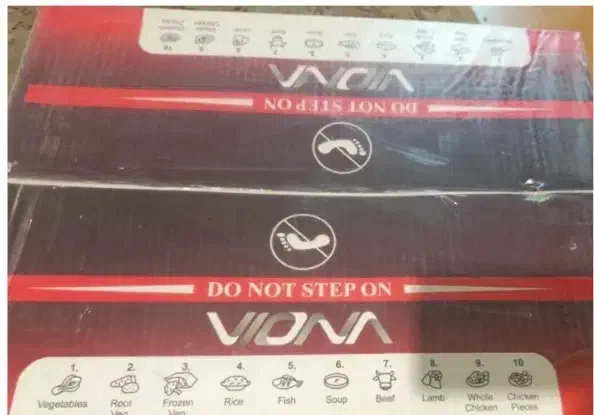 VIONA
DO NOT STEP ON
DO NOT STEP ON
VIONA
1. 2. 3. 4. 5. 6. 7. 8. 9. 10
Vegetables Root Veg Frozen Veg Rice Fish Soup Beef Lamb Whole Chicken Chicken Pieces